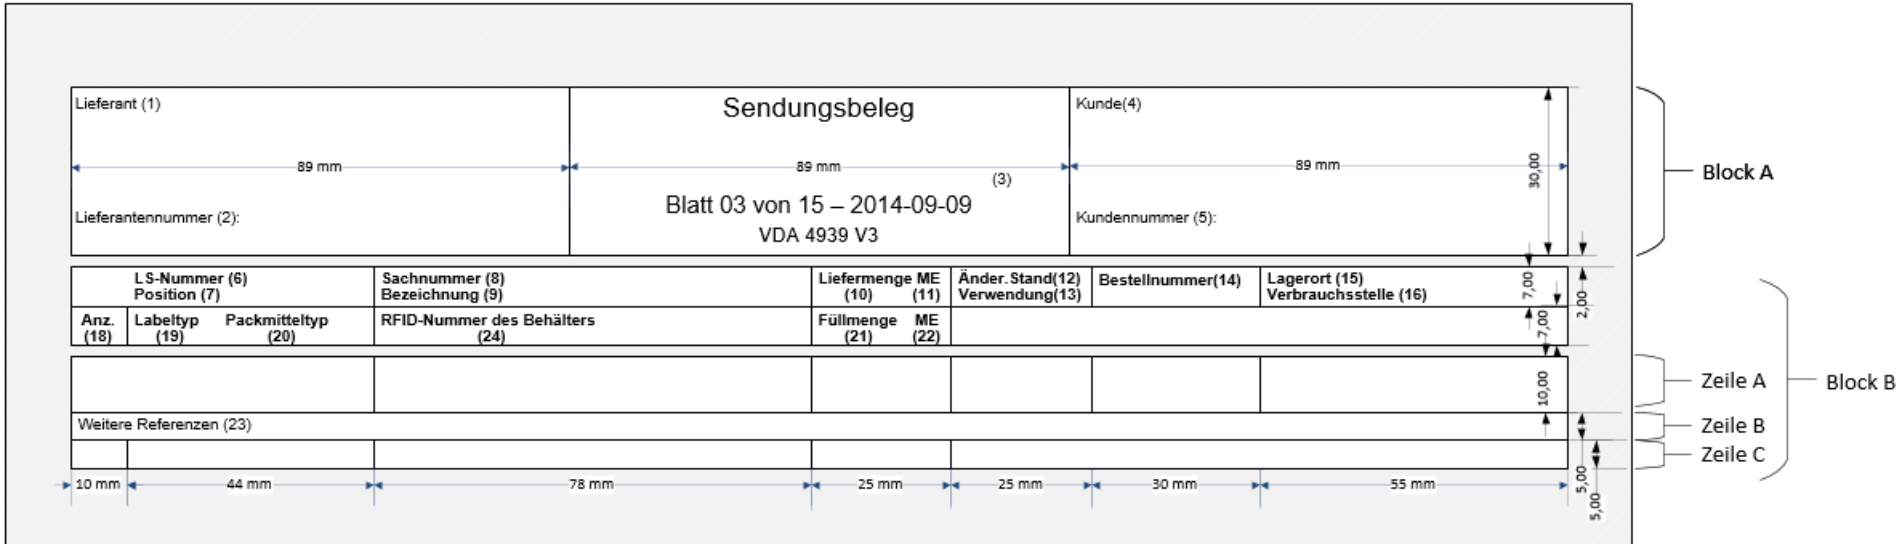 Lieferant (1)
Sendungsbeleg
Kunde(4)
89 mm
89 mm
89 mm
30,00
(3)
Block A
Blatt 03 von 15 – 2014-09-09
Lieferantennummer (2):
Kundennummer (5):
VDA 4939 V3
LS-Nummer (6)
Position (7)
Sachnummer (8)
Bezeichnung (9)
Liefermenge ME
(10) (11)
Änder.Stand(12)
Verwendung(13)
Bestellnummer(14)
Lagerort (15)
Verbrauchsstelle (16)
7,00
2,00
Anz.
(18)
Labeltyp Packmitteltyp
(19) (20)
RFID-Nummer des Behälters
(24)
Füllmenge ME
(21) (22)
7,00
10,00
Zeile A
Block B
Weitere Referenzen (23)
Zeile B
Zeile C
10 mm
44 mm
78 mm
25 mm
25 mm
30 mm
55 mm
5,00
5,00